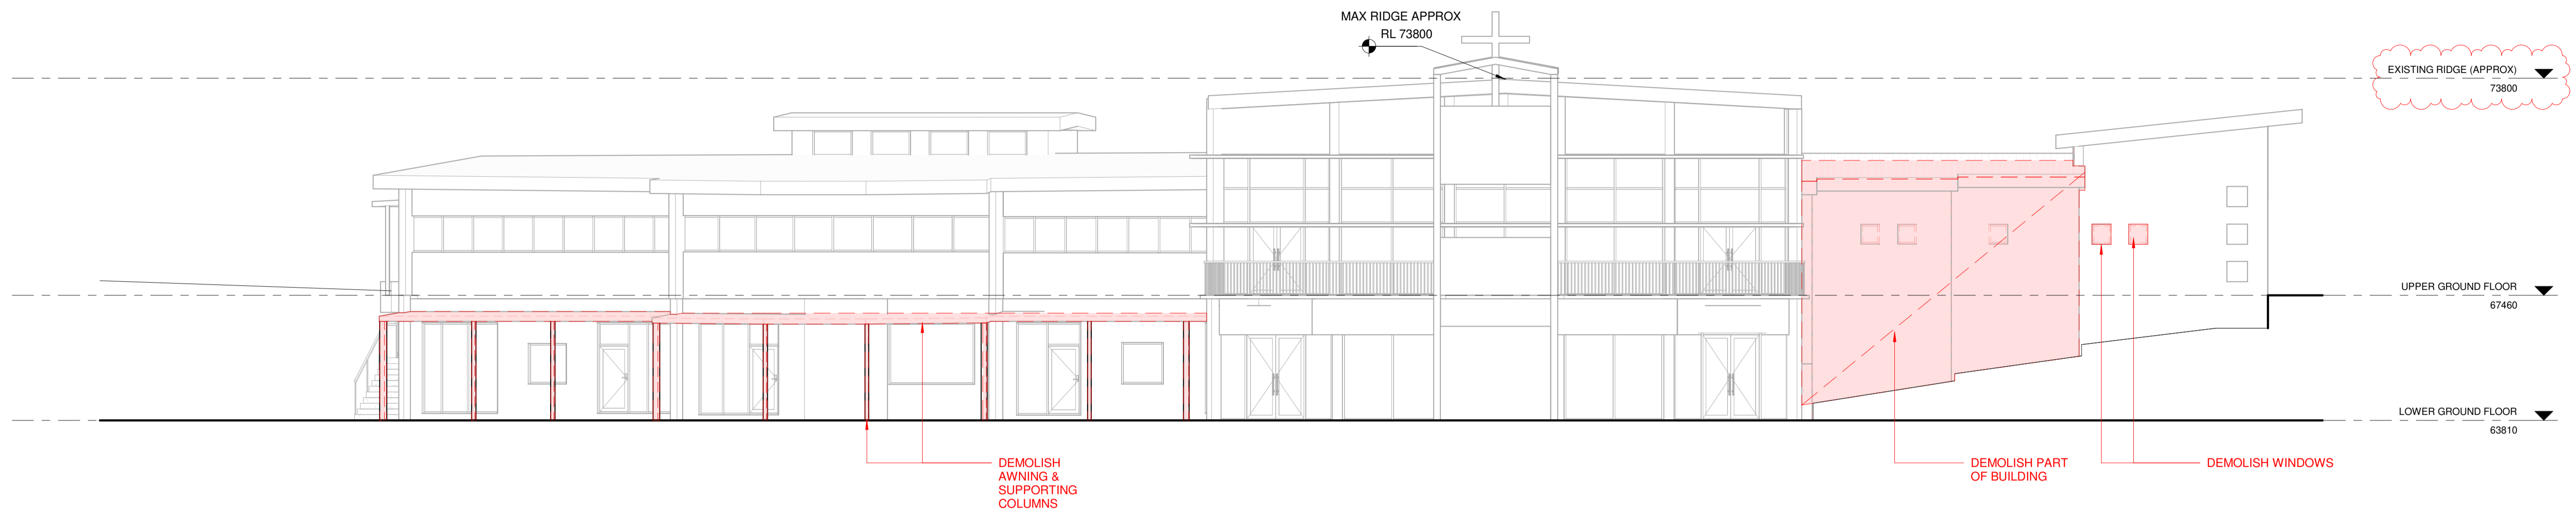 MAX RIDGE APPROX
RL 73800
EXISTING RIDGE (APPROX)
73800
UPPER GROUND FLOOR
67460
LOWER GROUND FLOOR
63810
DEMOLISH
AWNING &
SUPPORTING
COLUMNS
DEMOLISH PART
OF BUILDING
DEMOLISH WINDOWS